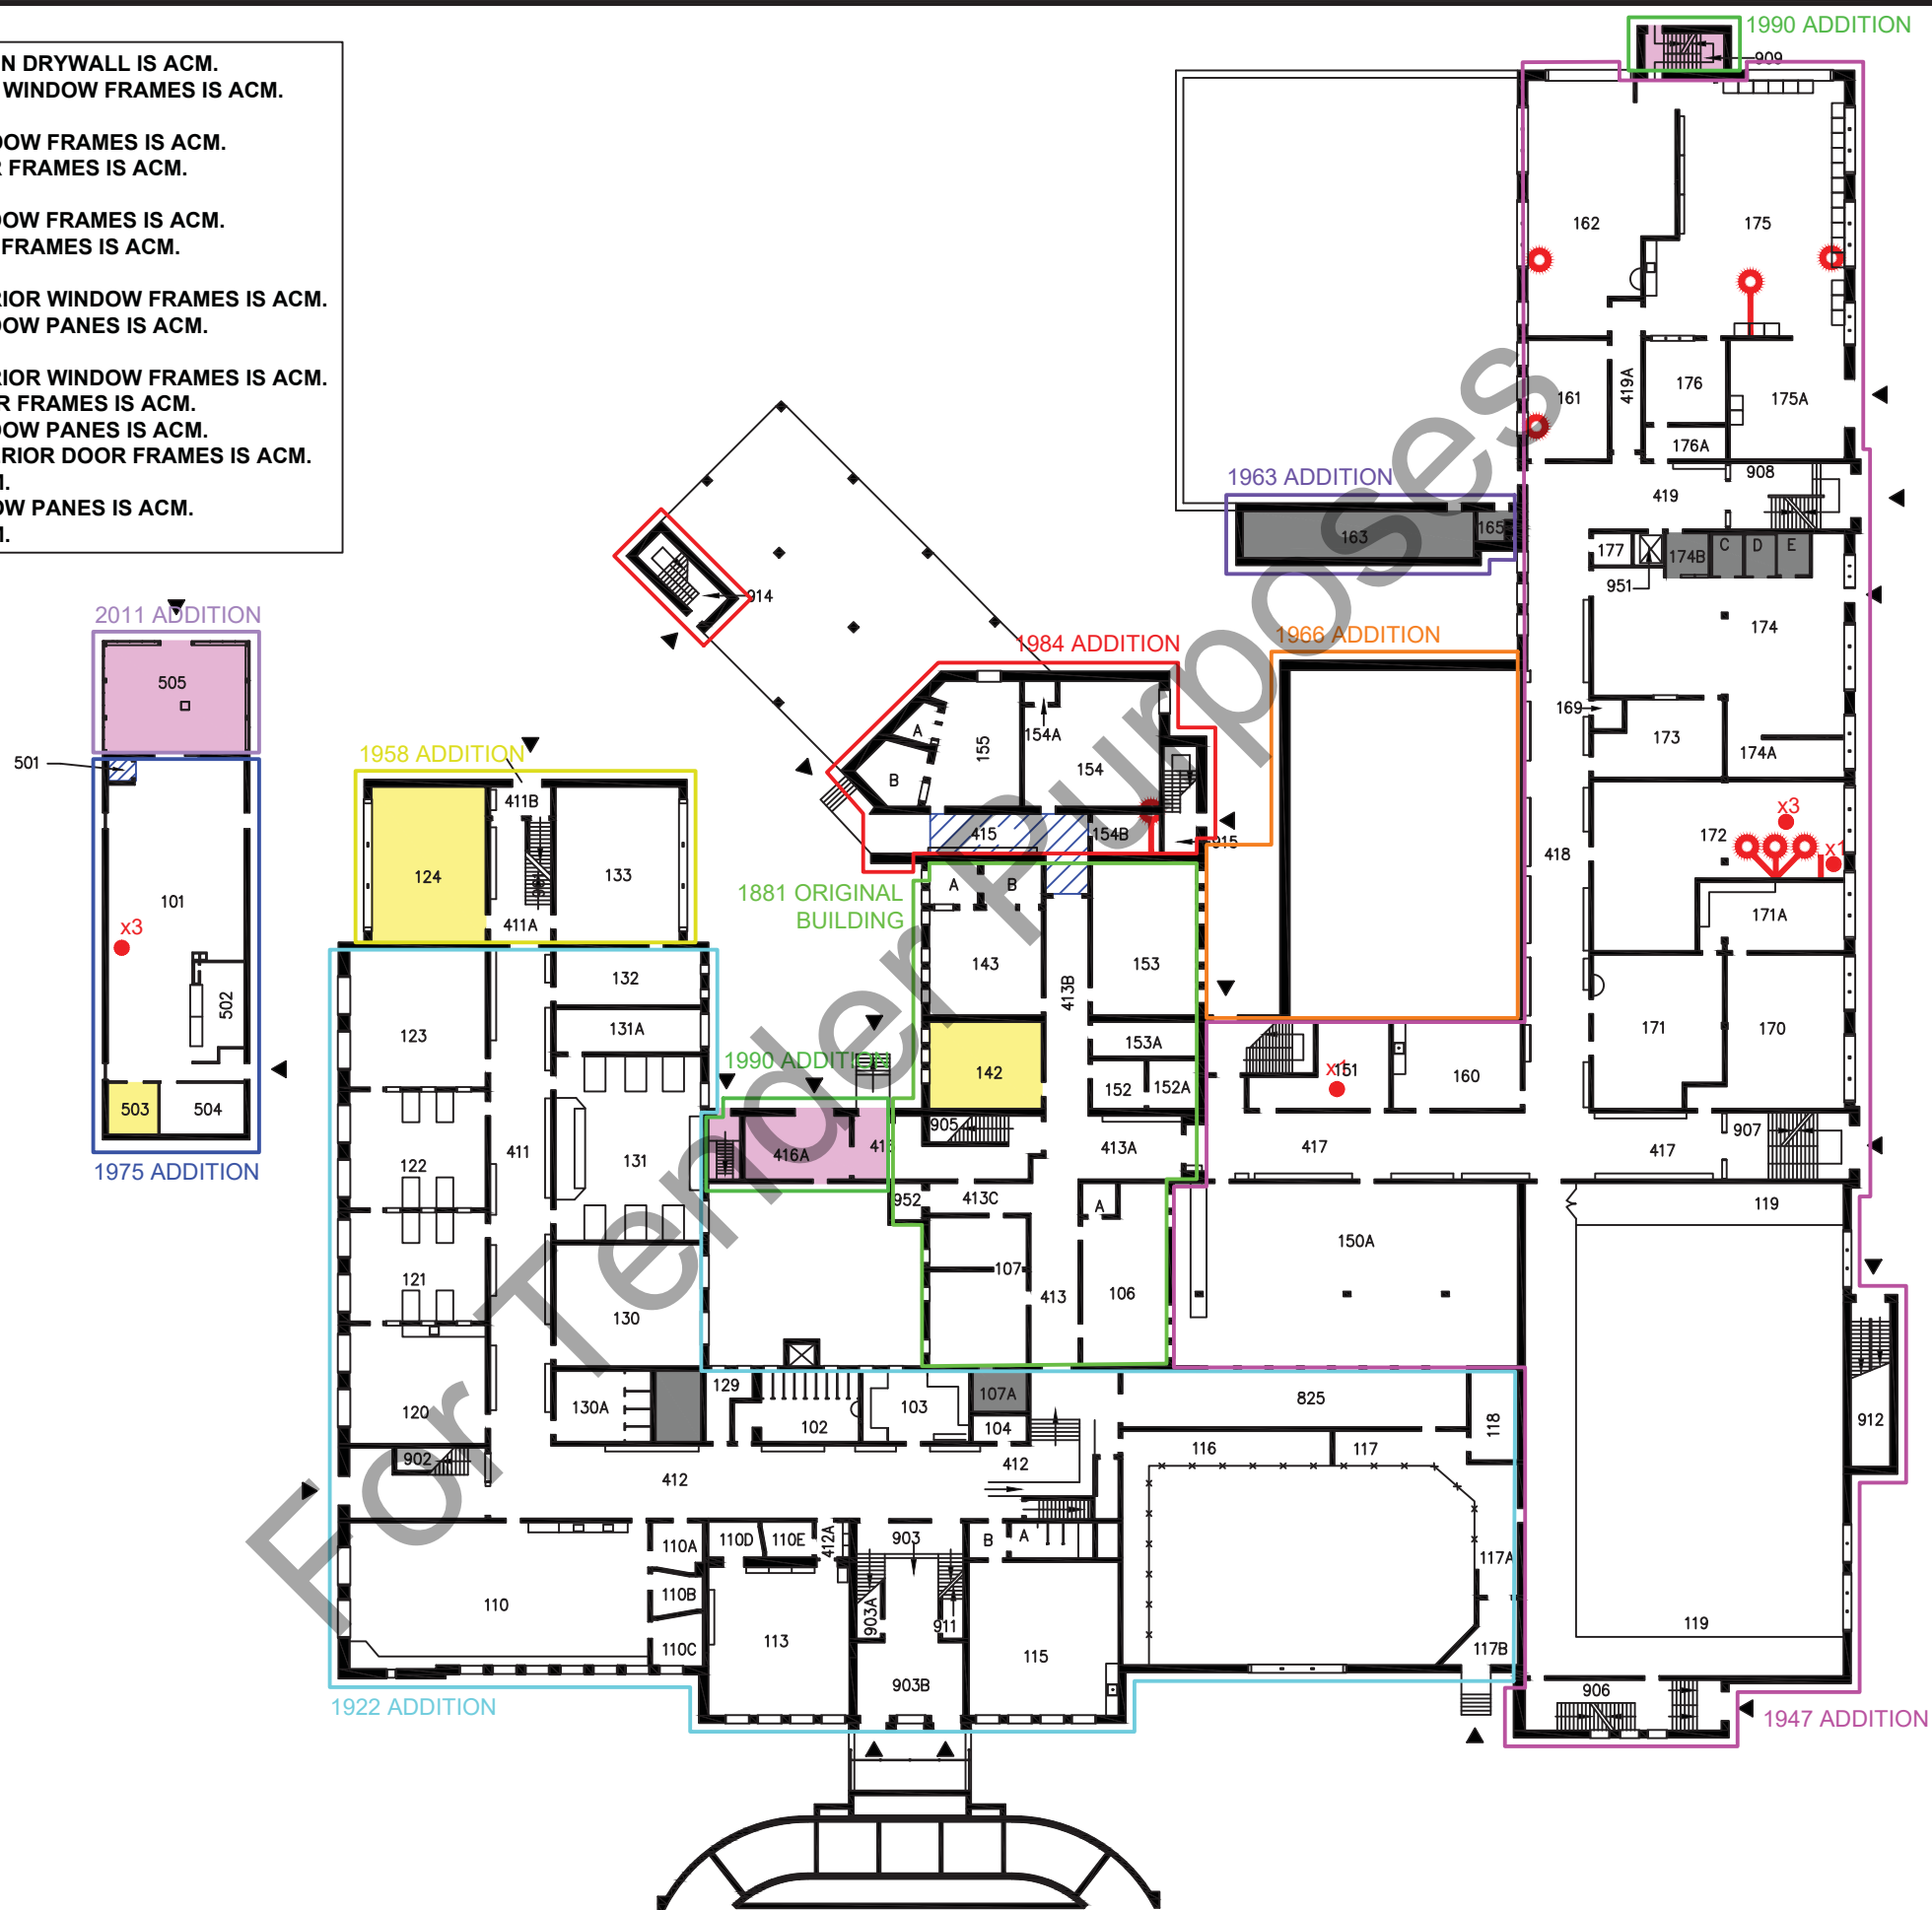 N DRYWALL IS ACM.
WINDOW FRAMES IS ACM.
DOW FRAMES IS ACM.
R FRAMES IS ACM.
DOW FRAMES IS ACM.
FRAMES IS ACM.
RIOR WINDOW FRAMES IS ACM.
DOW PANES IS ACM.
RIOR WINDOW FRAMES IS ACM.
R FRAMES IS ACM.
DOW PANES IS ACM.
ERIOR DOOR FRAMES IS ACM.
M.
OW PANES IS ACM.
M.
1990 ADDITION
909
162
175
161
419A
176
175A
176A
908
419
1963 ADDITION
163
165
177
174B
C
D
E
951
174
914
2011 ADDITION
505
501
1984 ADDITION
1966 ADDITION
A
155
154A
B
154
415
154B
915
169
173
174A
1958 ADDITION
411B
124
133
411A
101
x3
502
503
504
1975 ADDITION
x3
172
x1
418
171A
1881 ORIGINAL
BUILDING
A
B
143
413B
153
132
131A
123
1990 ADDITION
142
153A
152
152A
x1
151
160
171
170
905
413A
417
417
907
122
411
131
416A
952
413C
A
119
121
107
413
106
150A
130
120
130A
129
102
103
107A
104
825
118
912
902
412
412
116
117
110A
110D
110E
412A
903
B
A
117A
110
110B
903A
911
113
115
119
110C
903B
117B
906
1922 ADDITION
1947 ADDITION
For Tender Purposes